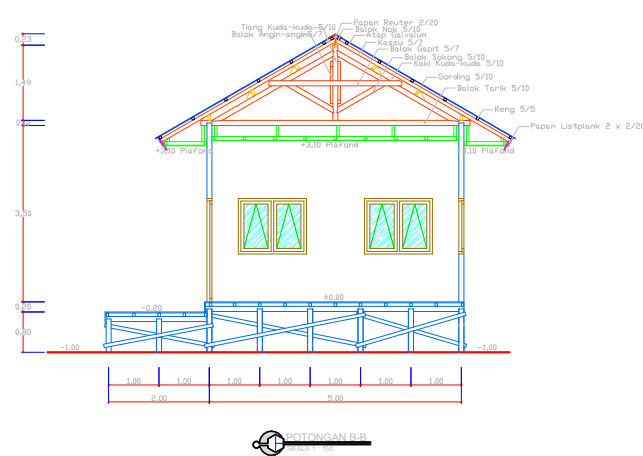 Papan Reuter 2/20
Tiang Kuda-kuda 5/10
Balok Nok 5/10
Balok Angin-angin 5/7
Atap Galvalum
Kasau 5/7
Balok Gapit 5/7
Balok Sokong 5/10
Kaki Kuda-kuda 5/10
Gording 5/10
Balok Tarik 5/10
Reng 5/5
Papan Listplank 2 x 2/20
+3,10 Plafond
+3,10 Plafond
+3,10 Plafond
0,23
1,49
3,50
0,20
0,80
±0,00
-0,20
-1,00
-1,00
1,00 1,00 1,00 1,00 1,00 1,00 1,00
2,00 5,00
POTONGAN B-B
SKALA 1 : 150